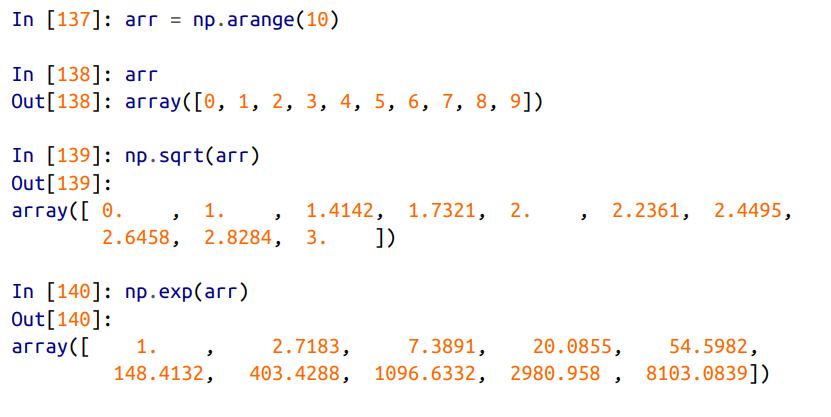 In [137]: arr = np.arange(10)
In [138]: arr
Out[138]: array([0, 1, 2, 3, 4, 5, 6, 7, 8, 9])
In [139]: np.sqrt(arr)
Out[139]:
array([ 0.    ,  1.    ,  1.4142,  1.7321,  2.    ,  2.2361,  2.4495,
        2.6458,  2.8284,  3.    ])
In [140]: np.exp(arr)
Out[140]:
array([    1.    ,     2.7183,     7.3891,    20.0855,    54.5982,
         148.4132,   403.4288,  1096.6332,  2980.958 ,  8103.0839])